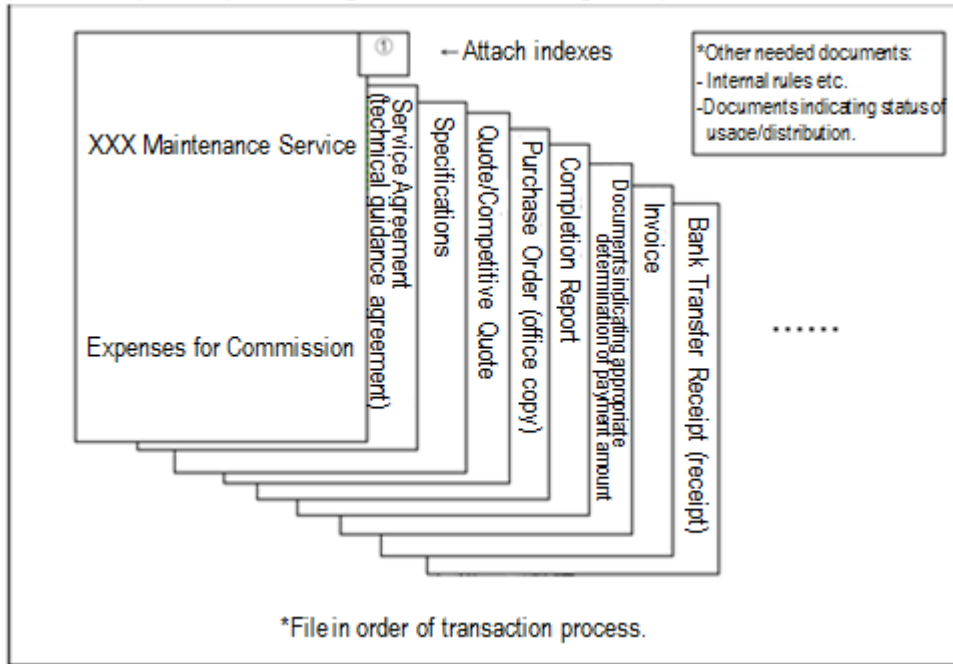 ①
←Attach indexes
*Other needed documents:
- Internal rules etc.
-Documents indicating status of
usage/distribution.
XXX Maintenance Service
Expenses for Commission
Service Agreement
(technical guidance agreement)
Specifications
Quote/Competitive Quote
Purchase Order (office copy)
Completion Report
Documents indicating appropriate
determination of payment amount
Invoice
Bank Transfer Receipt (receipt)
……
*File in order of transaction process.